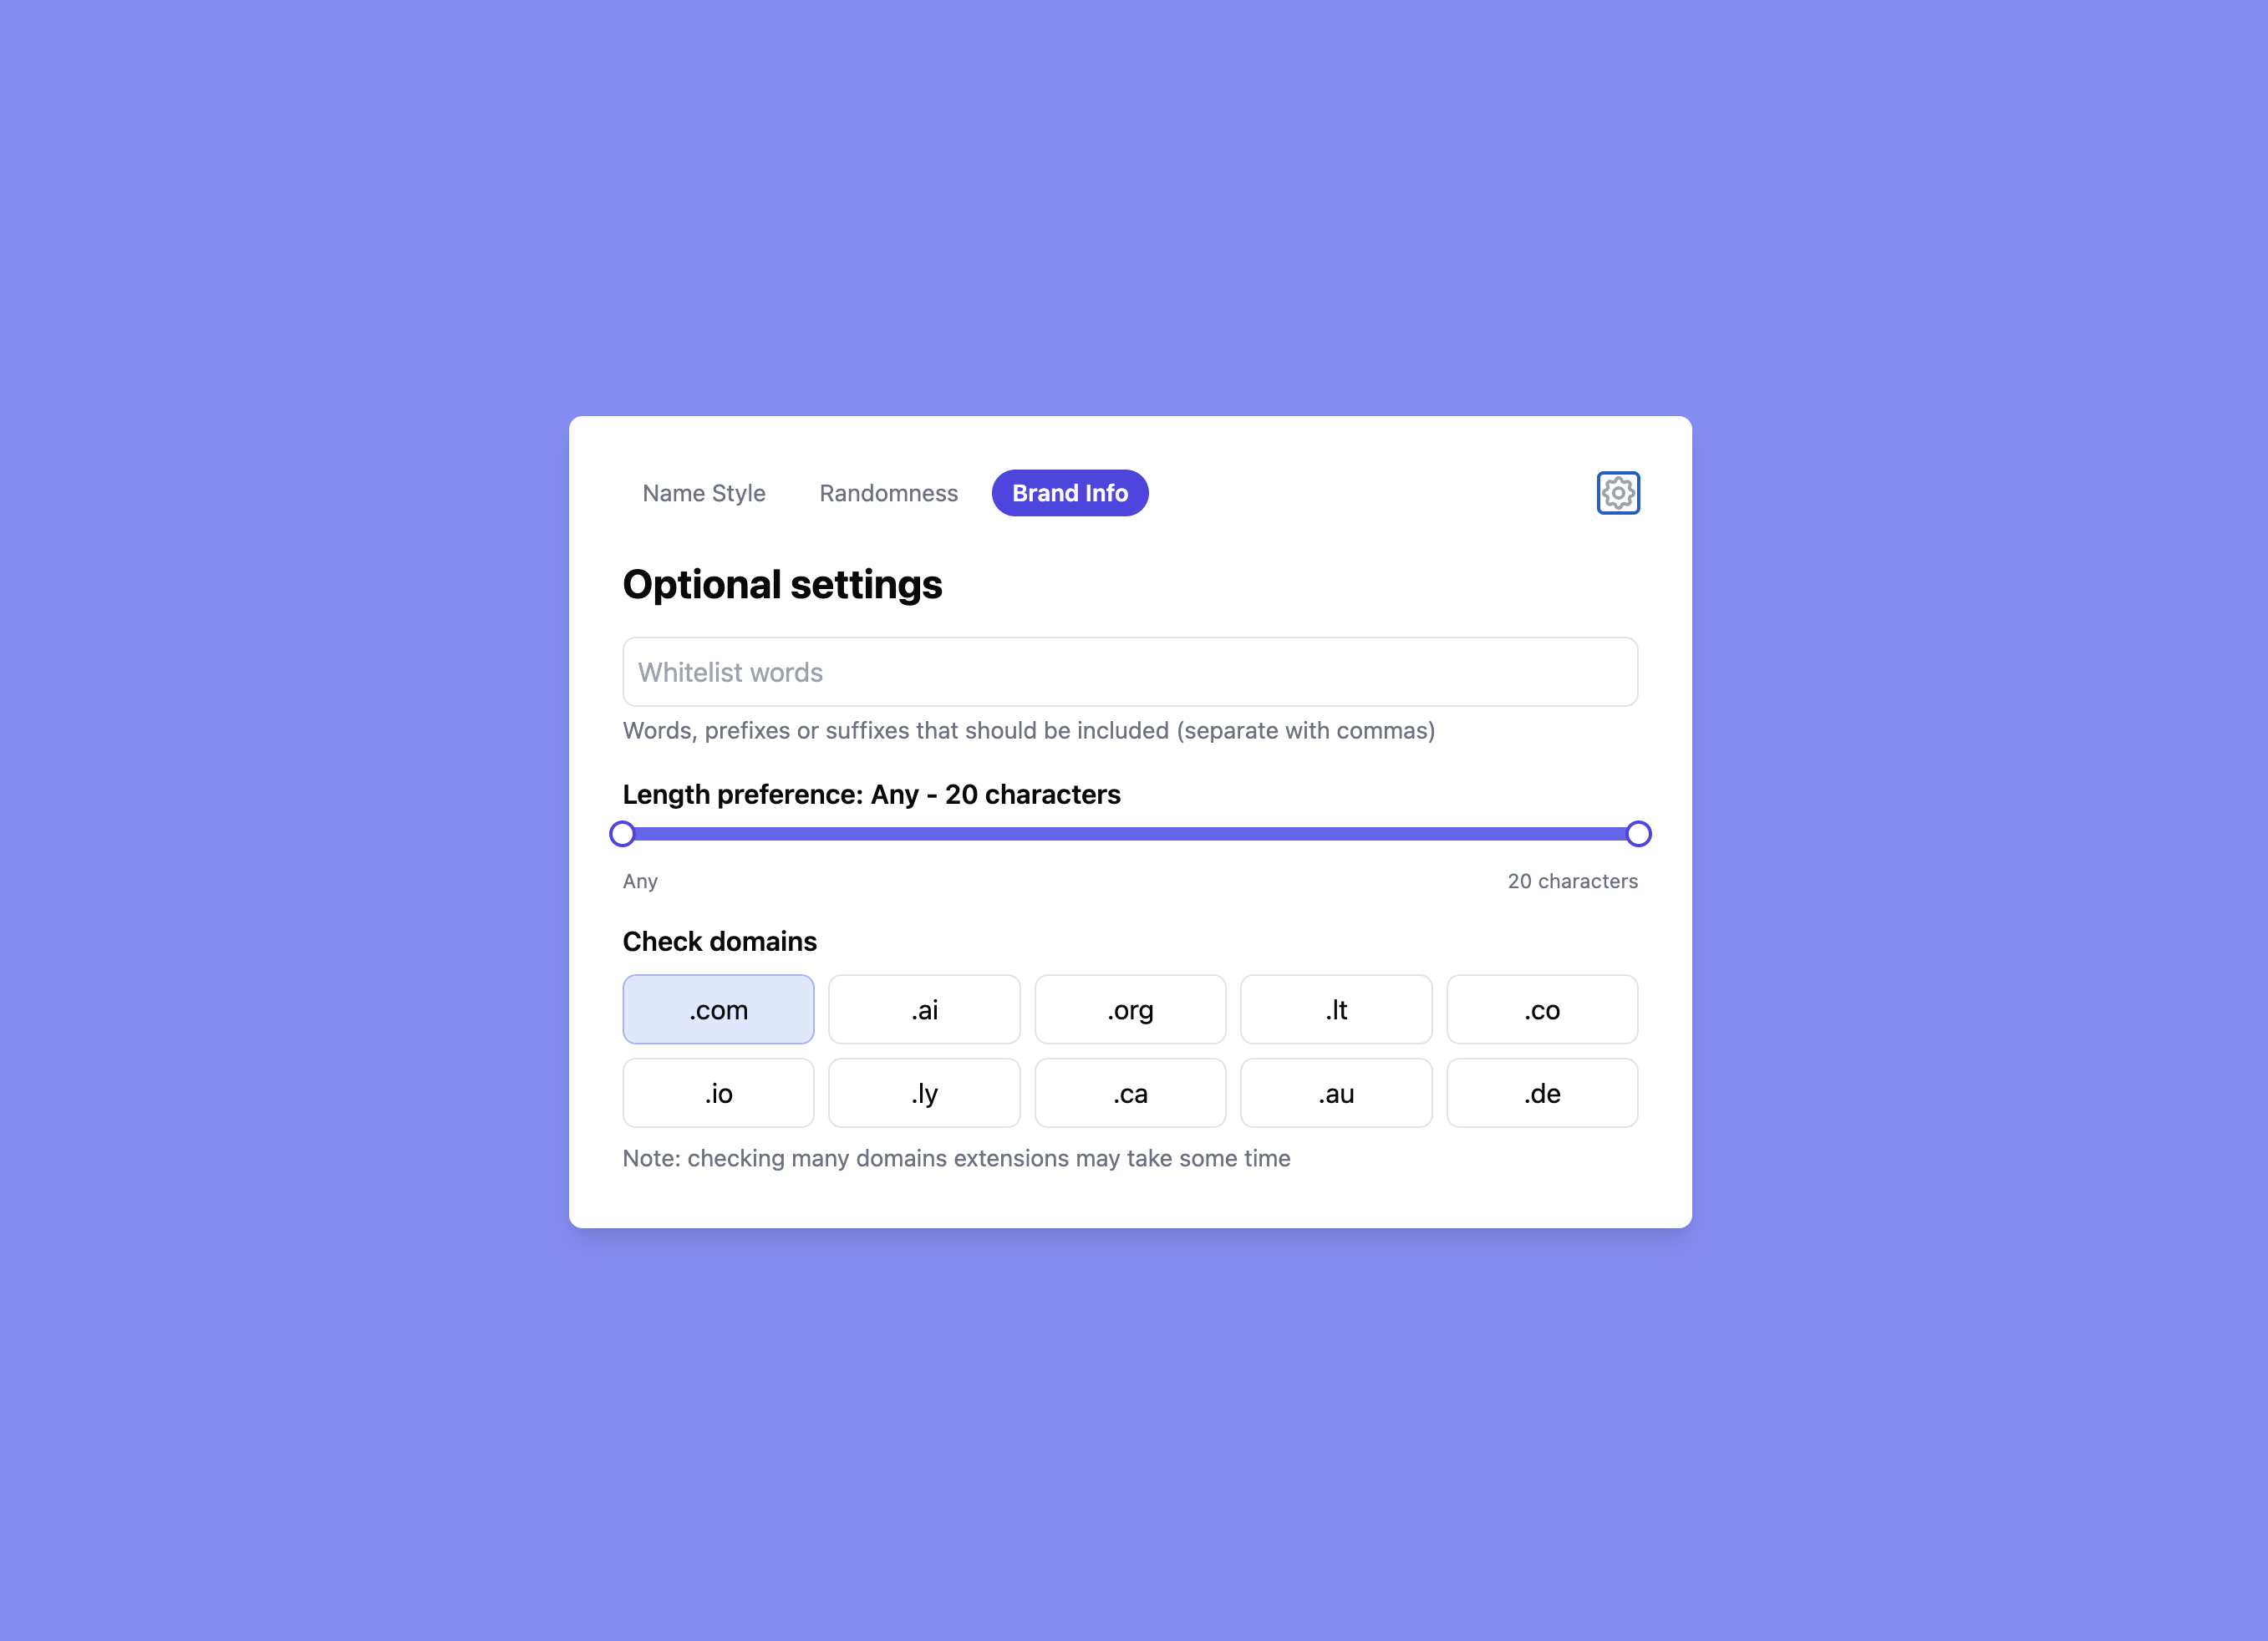 Name Style Randomness Brand Info
Optional settings
Whitelist words
Words, prefixes or suffixes that should be included (separate with commas)
Length preference: Any - 20 characters
Any 20 characters
Check domains
.com .ai .org .lt .co
.io .ly .ca .au .de
Note: checking many domains extensions may take some time